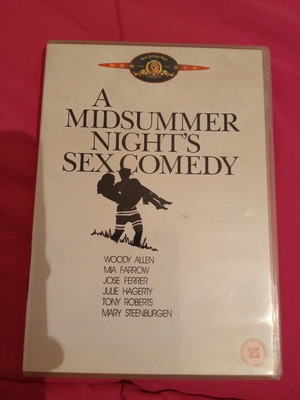 A
MIDSUMMER
NIGHT'S
SEX COMEDY
WOODY ALLEN
MIA FARROW
JOSE FERRER
JULIE HAGERTY
TONY ROBERTS
MARY STEENBURGEN
15